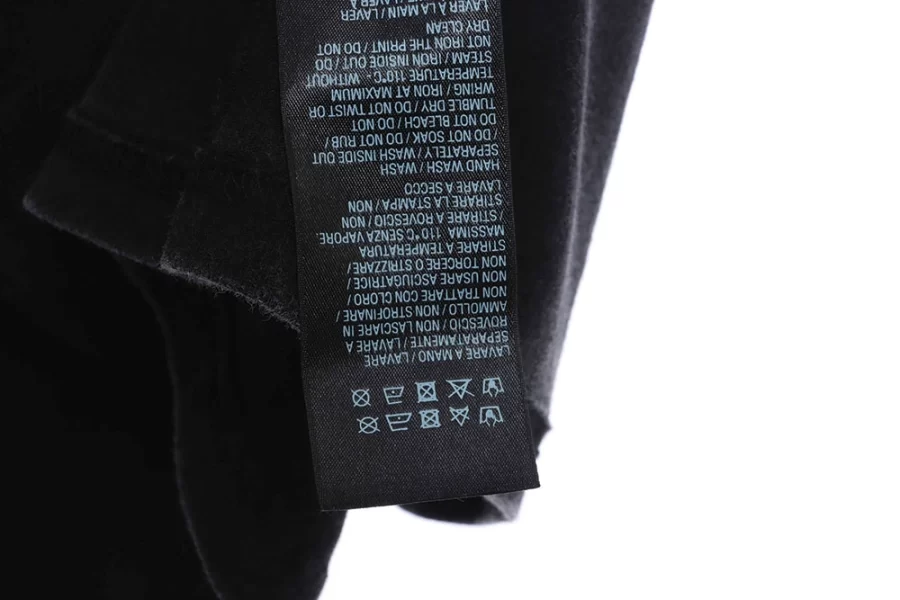 LAVARE A MANO / LAVARE
SEPARATAMENTE / LAVARE A
ROVESCIO / NON LASCIARE IN
AMMOLLO / NON STROFINARE /
NON TRATTARE CON CLORO /
NON USARE ASCIUGATRICE /
NON TORCERE O STRIZZARE /
STIRARE A TEMPERATURA
MASSIMA 110°C SENZA VAPORE.
/ STIRARE A ROVESCIO / NON
STIRARE LA STAMPA / NON
LAVARE A SECCO
HAND WASH / WASH
SEPARATELY / WASH INSIDE OUT
/ DO NOT SOAK / DO NOT RUB /
DO NOT BLEACH / DO NOT
TUMBLE DRY / DO NOT TWIST OR
WRING / IRON AT MAXIMUM
TEMPERATURE 110°C - WITHOUT
STEAM / IRON INSIDE OUT / DO
NOT IRON THE PRINT / DO NOT
DRY CLEAN
LAVER A LA MAIN / LAVER